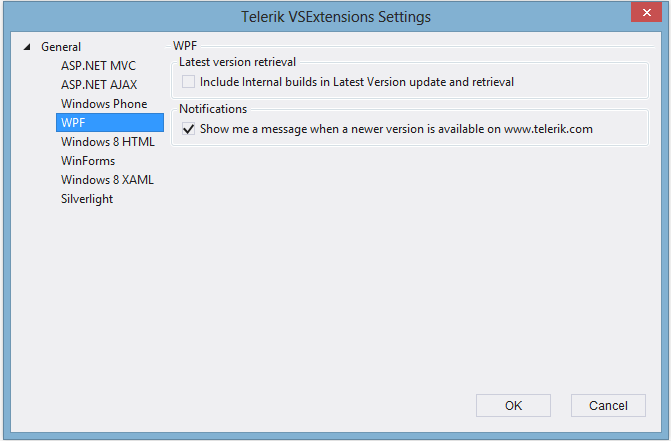 Telerik VSExtensions Settings
General
ASP.NET MVC
ASP.NET AJAX
Windows Phone
WPF
Windows 8 HTML
WinForms
Windows 8 XAML
Silverlight
WPF
Latest version retrieval
Include Internal builds in Latest Version update and retrieval
Notifications
Show me a message when a newer version is available on www.telerik.com
OK
Cancel